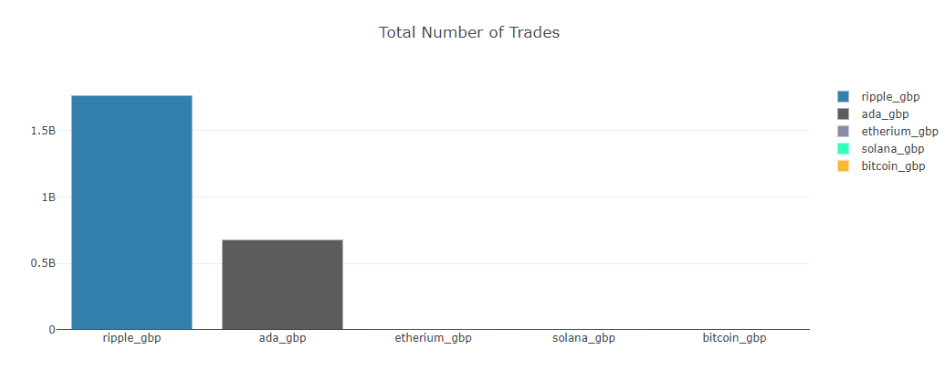 Total Number of Trades
1.5B
1B
0.5B
0
ripple_gbp
ada_gbp
etherium_gbp
solana_gbp
bitcoin_gbp
ripple_gbp
ada_gbp
etherium_gbp
solana_gbp
bitcoin_gbp